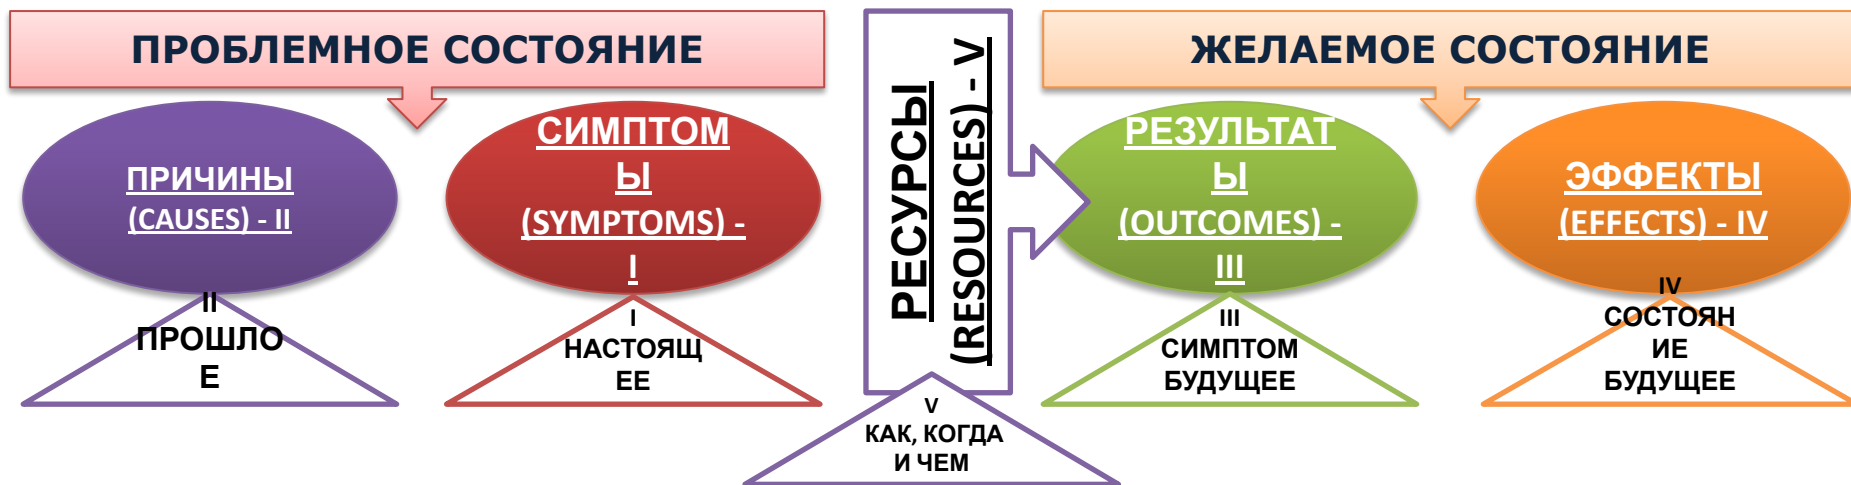 ПРОБЛЕМНОЕ СОСТОЯНИЕ
ПРИЧИНЫ
(CAUSES) - II
II
ПРОШЛО
Е
СИМПТОМ
Ы
(SYMPTOMS) -
I
I
НАСТОЯЩ
ЕЕ
РЕСУРСЫ
(RESOURCES) - V
V
КАК, КОГДА
И ЧЕМ
ЖЕЛАЕМОЕ СОСТОЯНИЕ
РЕЗУЛЬТАТ
Ы
(OUTCOMES) -
III
III
СИМПТОМ
БУДУЩЕЕ
ЭФФЕКТЫ
(EFFECTS) - IV
IV
СОСТОЯН
ИЕ
БУДУЩЕЕ